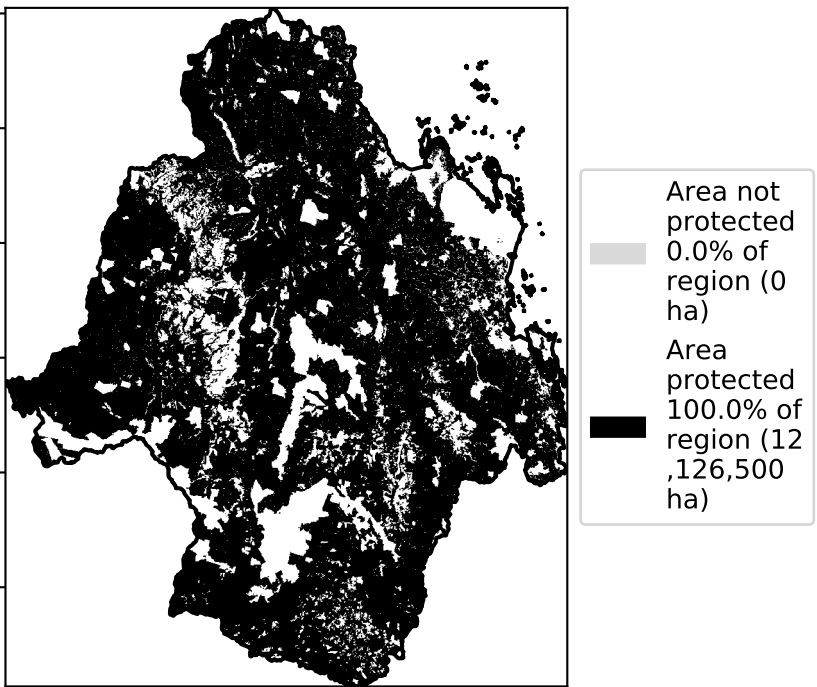 Area not
protected
0.0% of
region (0
ha)
Area
protected
100.0% of
region (12
,126,500
ha)